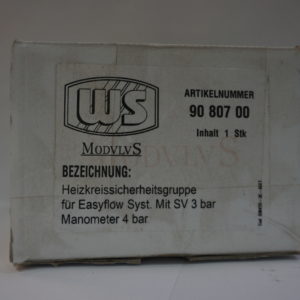 WS
MODVLVS
ARTIKELNUMMER
90 807 00
Inhalt 1 Stk
MODVLVS
BEZEICHNUNG:
Heizkreissicherheitsgruppe
für Easyflow Syst. Mit SV 3 bar
Manometer 4 bar